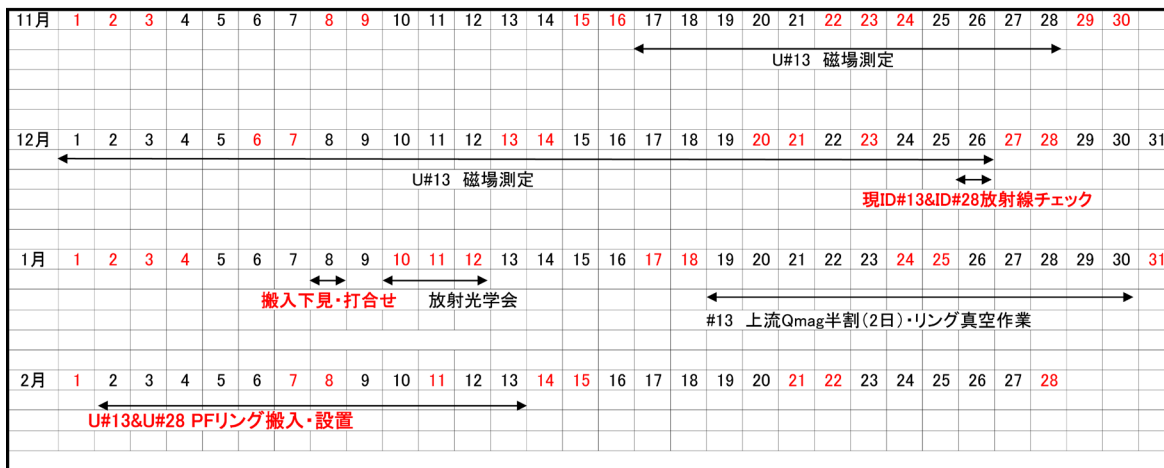 11月 1 2 3 4 5 6 7 8 9 10 11 12 13 15 16 17 18 19 20 21 22 23 24 25 26 27 28 29 30
U#13 磁場測定
12月 1 2 3 4 5 6 7 8 9 10 11 12 13 14 15 16 17 18 19 20 21 22 23 24 25 26 27 28 29 30 31
U#13 磁場測定
現ID#13&ID#28放射線チェック
1月 1 2 3 4 5 6 7 8 9 10 11 12 13 14 15 16 17 18 19 20 21 22 23 24 25 26 27 28 29 30 31
搬入下見・打合せ 放射光学会
#13 上流Qmag半割(2日)・リング真空作業
2月 1 2 3 4 5 6 7 8 9 10 11 12 13 14 15 16 17 18 19 20 21 22 23 24 25 26 27 28
U#13&U#28 PFリング搬入・設置